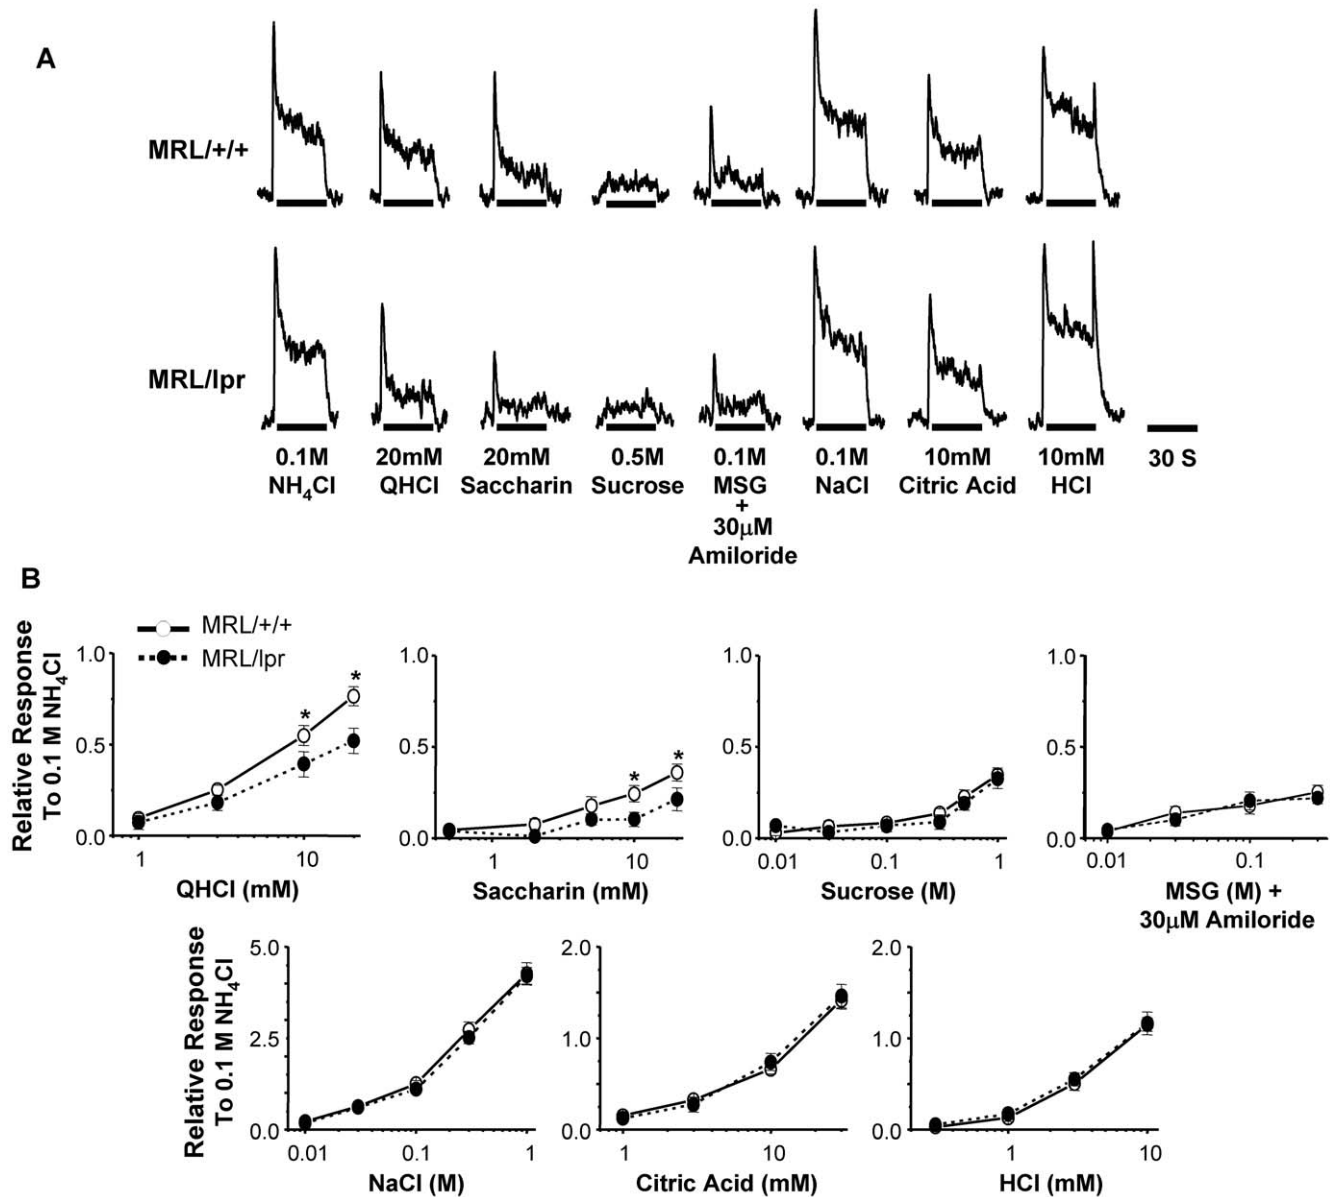 A
MRL/+/+
MRL/lpr
0.1M
NH4Cl
20mM
QHCl
20mM
Saccharin
0.5M
Sucrose
0.1M
MSG
+
30µM
Amiloride
0.1M
NaCl
10mM
Citric Acid
10mM
HCl
30 S
B
MRL/+/+
MRL/lpr
Relative Response
To 0.1 M NH4Cl
1.0
0.5
0.0
* *
1 10
QHCl (mM)
1.0
0.5
0.0
* *
1 10
Saccharin (mM)
1.0
0.5
0.0
0.01 0.1 1
Sucrose (M)
1.0
0.5
0.0
0.01 0.1
MSG (M) +
30µM Amiloride
Relative Response
To 0.1 M NH4Cl
5.0
2.5
0.0
0.01 0.1 1
NaCl (M)
2.0
1.0
0.0
1 10
Citric Acid (mM)
2.0
1.0
0.0
1 10
HCl (mM)